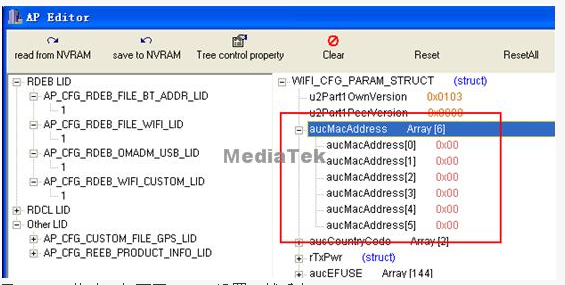 AP Editor
read from NVRAM
save to NVRAM
Tree control property
Clear
Reset
ResetAll
RDEB LID
AP_CFG_RDEB_FILE_BT_ADDR_LID
1
AP_CFG_RDEB_FILE_WIFI_LID
1
AP_CFG_RDEB_OMADM_USB_LID
1
AP_CFG_RDEB_WIFI_CUSTOM_LID
1
RDCL LID
Other LID
AP_CFG_CUSTOM_FILE_GPS_LID
AP_CFG_REEB_PRODUCT_INFO_LID
WIFI_CFG_PARAM_STRUCT (struct)
u2Part1OwnVersion 0x0103
u2Part1PeerVersion 0x0000
aucMacAddress Array [6]
aucMacAddress[0] 0x00
aucMacAddress[1] 0x00
aucMacAddress[2] 0x00
aucMacAddress[3] 0x00
aucMacAddress[4] 0x00
aucMacAddress[5] 0x00
aucCountryCode Array [2]
rTxPwr (struct)
aucEFUSE Array [144]
MediaTek